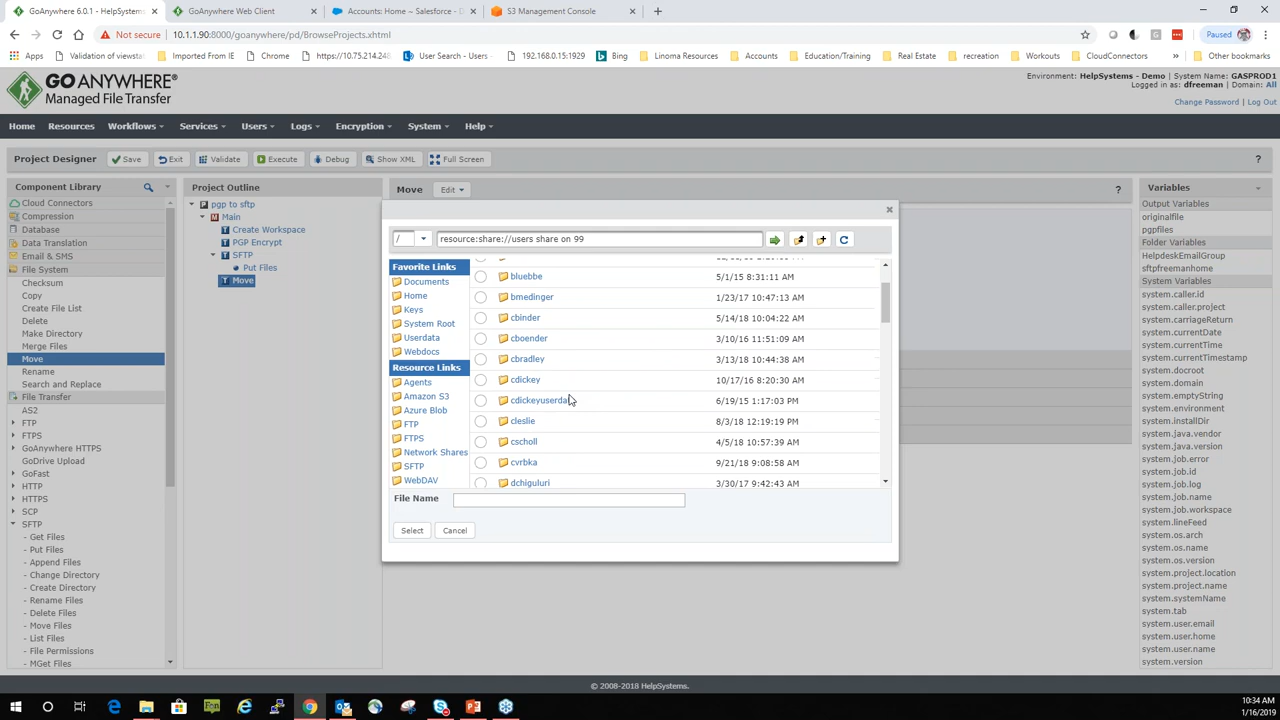 GoAnywhere 6.0.1 - HelpSystems
GoAnywhere Web Client
Accounts: Home ~ Salesforce - D
S3 Management Console
Not secure
10.1.1.90:8000/goanywhere/pd/BrowseProjects.xhtml
Paused
Apps
Validation of viewsta
Imported From IE
Chrome
https://10.75.214.248
User Search - Users -
192.168.0.15:1929
Bing
Linoma Resources
Accounts
Education/Training
Real Estate
recreation
Workouts
CloudConnectors
Other bookmarks
GO ANYWHERE®
Managed File Transfer
Environment: HelpSystems - Demo | System Name: GASPROD1
Logged in as: dfreeman | Domain: All
Change Password | Log Out
Home
Resources
Workflows
Services
Users
Logs
Encryption
System
Help
Project Designer
Save
Exit
Validate
Execute
Debug
Show XML
Full Screen
?
Component Library
Cloud Connectors
Compression
Database
Data Translation
Email & SMS
File System
Checksum
Copy
Create File List
Delete
Make Directory
Merge Files
Move
Rename
Search and Replace
File Transfer
AS2
FTP
FTPS
GoAnywhere HTTPS
GoDrive Upload
GoFast
HTTP
HTTPS
SCP
SFTP
- Get Files
- Put Files
- Append Files
- Change Directory
- Create Directory
- Rename Files
- Delete Files
- Move Files
- List Files
- File Permissions
- MGet Files
Project Outline
pgp to sftp
M Main
T Create Workspace
T PGP Encrypt
T SFTP
Put Files
T Move
Move
Edit
?
/
resource:share://users share on 99
Favorite Links
Documents
Home
Keys
System Root
Userdata
Webdocs
Resource Links
Agents
Amazon S3
Azure Blob
FTP
FTPS
Network Shares
SFTP
WebDAV
bluebbe 5/1/15 8:31:11 AM
bmedinger 1/23/17 10:47:13 AM
cbinder 5/14/18 10:04:22 AM
cboender 3/10/16 11:51:09 AM
cbradley 3/13/18 10:44:38 AM
cdickey 10/17/16 8:20:30 AM
cdickeyuserda 6/19/15 1:17:03 PM
cleslie 8/3/18 12:19:19 PM
cscholl 4/5/18 10:57:39 AM
cvrbka 9/21/18 9:08:58 AM
dchiguluri 3/30/17 9:42:43 AM
File Name
Select
Cancel
Variables
Output Variables
originalfile
Folder Variables
HelpdeskEmailGroup
sftpfreemanhome
System Variables
system.caller.id
system.caller.project
system.carriageReturn
system.currentDate
system.currentTime
system.currentTimestamp
system.docroot
system.domain
system.emptyString
system.environment
system.installDir
system.java.vendor
system.java.version
system.job.error
system.job.id
system.job.log
system.job.name
system.job.workspace
system.lineFeed
system.os.arch
system.os.name
system.os.version
system.project.location
system.project.name
system.systemName
system.tab
system.user.email
system.user.home
system.user.name
system.version
© 2008-2018 HelpSystems.
10:34 AM
1/16/2019